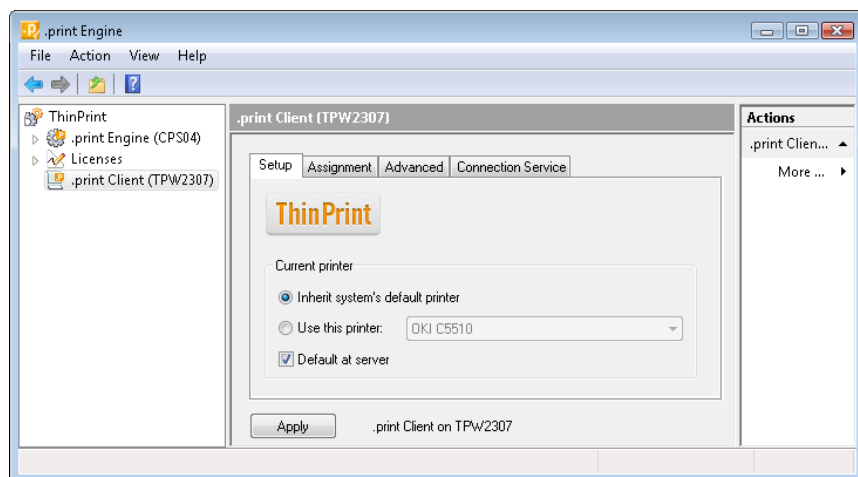 .print Engine
File Action View Help
ThinPrint
.print Engine (CPS04)
Licenses
.print Client (TPW2307)
.print Client (TPW2307)
Setup Assignment Advanced Connection Service
ThinPrint
Current printer
Inherit system's default printer
Use this printer: OKI C5510
Default at server
Apply .print Client on TPW2307
Actions
.print Clien...
More ...